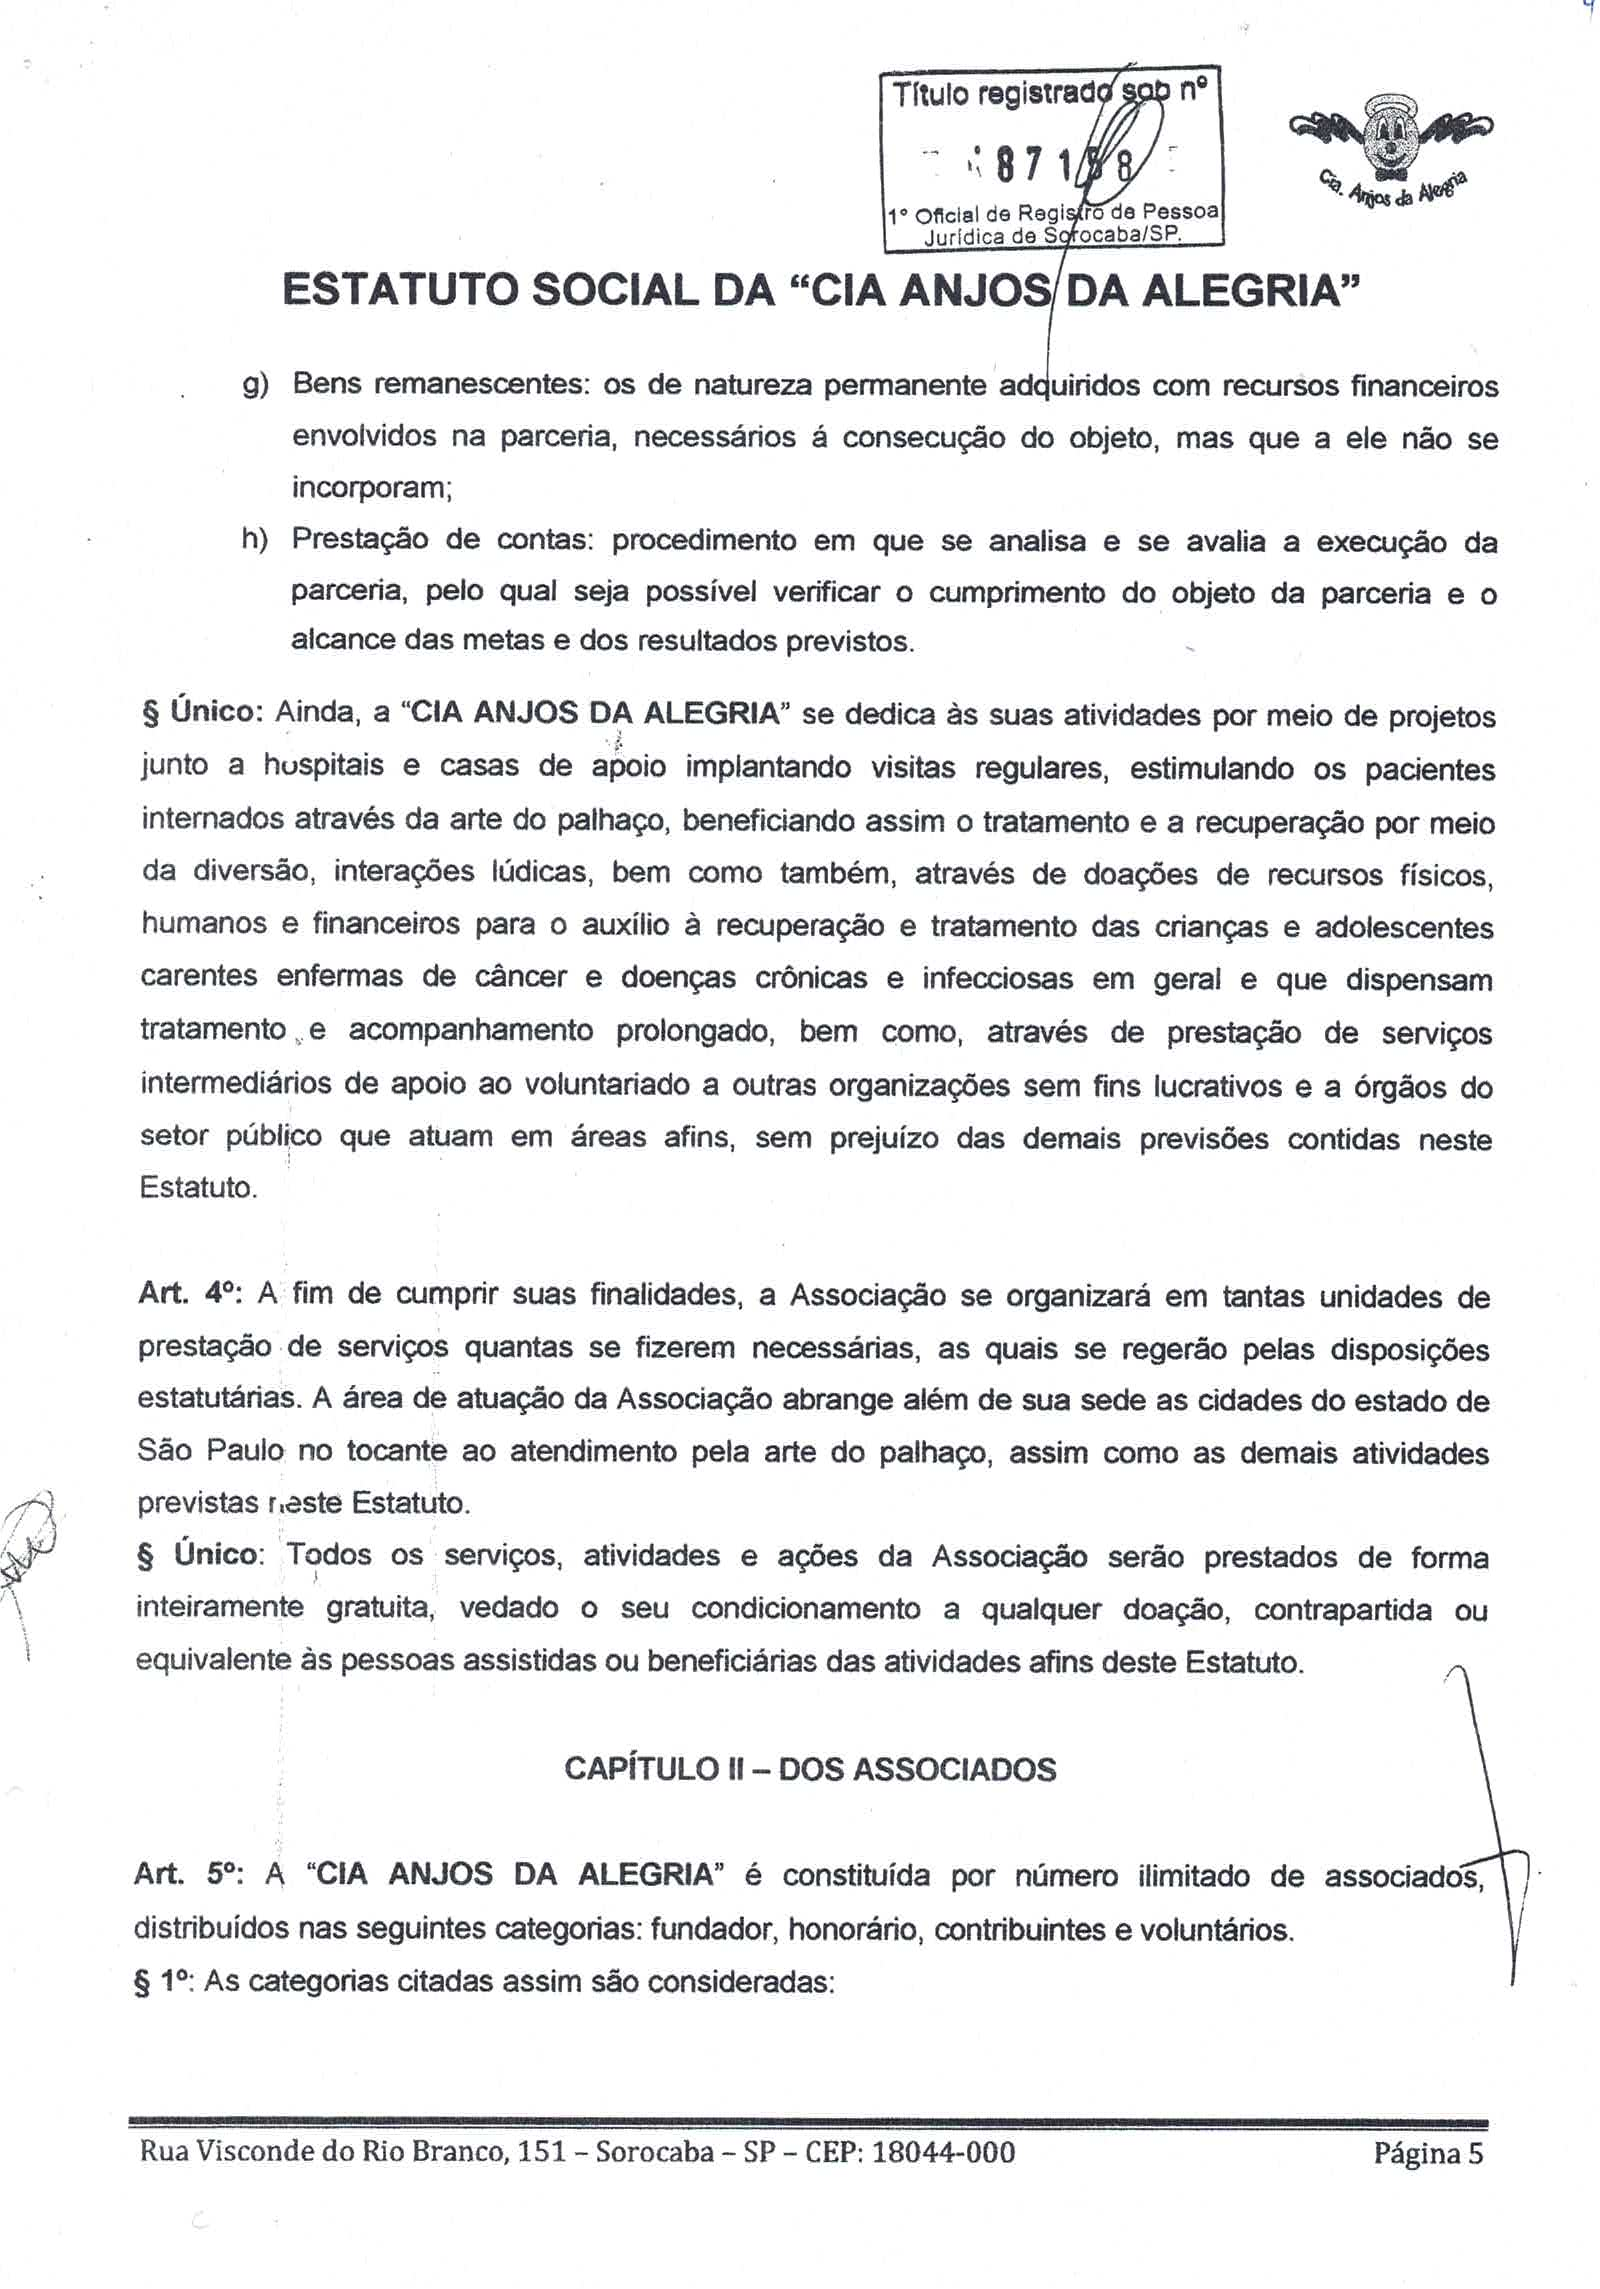 Título registrado sob nº
1º Oficial de Registro de Pessoa
Jurídica de Sorocaba/SP.
Cia. Anjos da Alegria
ESTATUTO SOCIAL DA “CIA ANJOS DA ALEGRIA”
g) Bens remanescentes: os de natureza permanente adquiridos com recursos financeiros
envolvidos na parceria, necessários á consecução do objeto, mas que a ele não se
incorporam;
h) Prestação de contas: procedimento em que se analisa e se avalia a execução da
parceria, pelo qual seja possível verificar o cumprimento do objeto da parceria e o
alcance das metas e dos resultados previstos.
§ Único: Ainda, a “CIA ANJOS DA ALEGRIA” se dedica às suas atividades por meio de projetos
junto a hospitais e casas de apoio implantando visitas regulares, estimulando os pacientes
internados através da arte do palhaço, beneficiando assim o tratamento e a recuperação por meio
da diversão, interações lúdicas, bem como também, através de doações de recursos físicos,
humanos e financeiros para o auxílio à recuperação e tratamento das crianças e adolescentes
carentes enfermas de câncer e doenças crônicas e infecciosas em geral e que dispensam
tratamento e acompanhamento prolongado, bem como, através de prestação de serviços
intermediários de apoio ao voluntariado a outras organizações sem fins lucrativos e a órgãos do
setor público que atuam em áreas afins, sem prejuízo das demais previsões contidas neste
Estatuto.
Art. 4º: A fim de cumprir suas finalidades, a Associação se organizará em tantas unidades de
prestação de serviços quantas se fizerem necessárias, as quais se regerão pelas disposições
estatutárias. A área de atuação da Associação abrange além de sua sede as cidades do estado de
São Paulo no tocante ao atendimento pela arte do palhaço, assim como as demais atividades
previstas neste Estatuto.
§ Único: Todos os serviços, atividades e ações da Associação serão prestados de forma
inteiramente gratuita, vedado o seu condicionamento a qualquer doação, contrapartida ou
equivalente às pessoas assistidas ou beneficiárias das atividades afins deste Estatuto.
CAPÍTULO II – DOS ASSOCIADOS
Art. 5º: A “CIA ANJOS DA ALEGRIA” é constituída por número ilimitado de associados,
distribuídos nas seguintes categorias: fundador, honorário, contribuintes e voluntários.
§ 1º: As categorias citadas assim são consideradas:
Rua Visconde do Rio Branco, 151 – Sorocaba – SP – CEP: 18044-000 Página 5